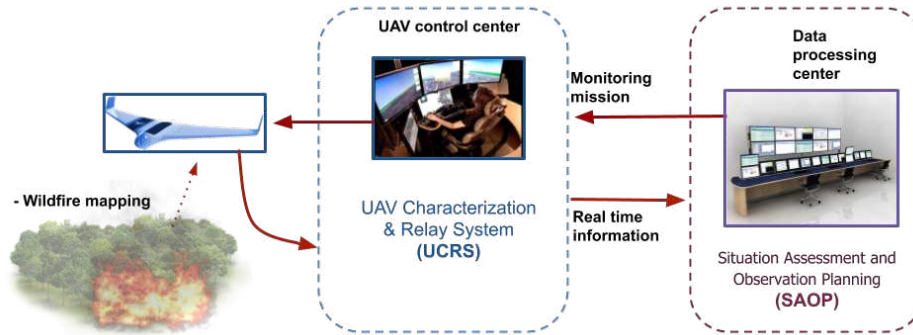 UAV control center
Data
processing
center
Monitoring
mission
- Wildfire mapping
UAV Characterization
& Relay System
(UCRS)
Real time
information
Situation Assessment and
Observation Planning
(SAOP)